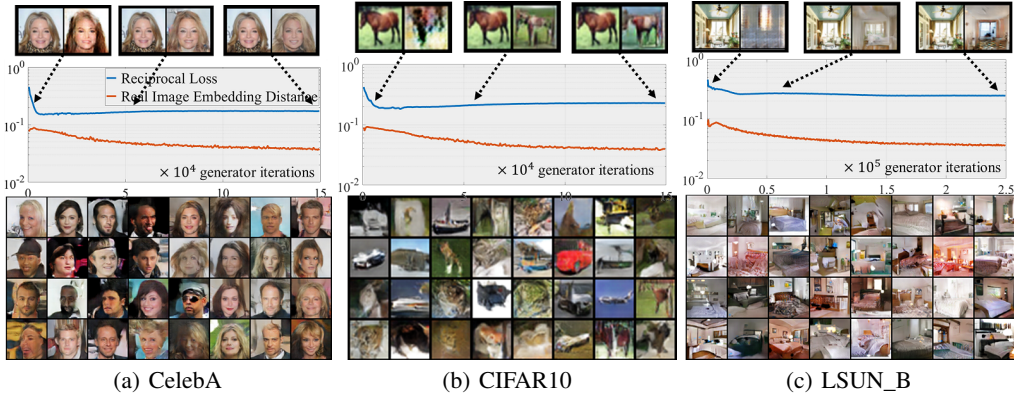 10^0
Reciprocal Loss
Real Image Embedding Distance
10^-1
× 10^4 generator iterations
10^-2
0 5 15
10^0
10^-1
× 10^4 generator iterations
10^-2
0 5 15
10^0
10^-1
× 10^5 generator iterations
10^-2
0 0.5 1 1.5 2 2.5
(a) CelebA
(b) CIFAR10
(c) LSUN_B